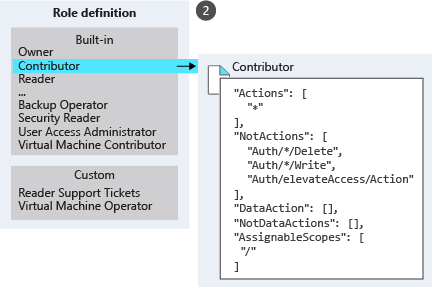 Role definition
2
Built-in
Owner
Contributor
Reader
...
Backup Operator
Security Reader
User Access Administrator
Virtual Machine Contributor
Custom
Reader Support Tickets
Virtual Machine Operator
Contributor
"Actions": [
"*"
],
"NotActions": [
"Auth/*/Delete",
"Auth/*/Write",
"Auth/elevateAccess/Action"
],
"DataAction": [],
"NotDataActions": [],
"AssignableScopes": [
"/"
]